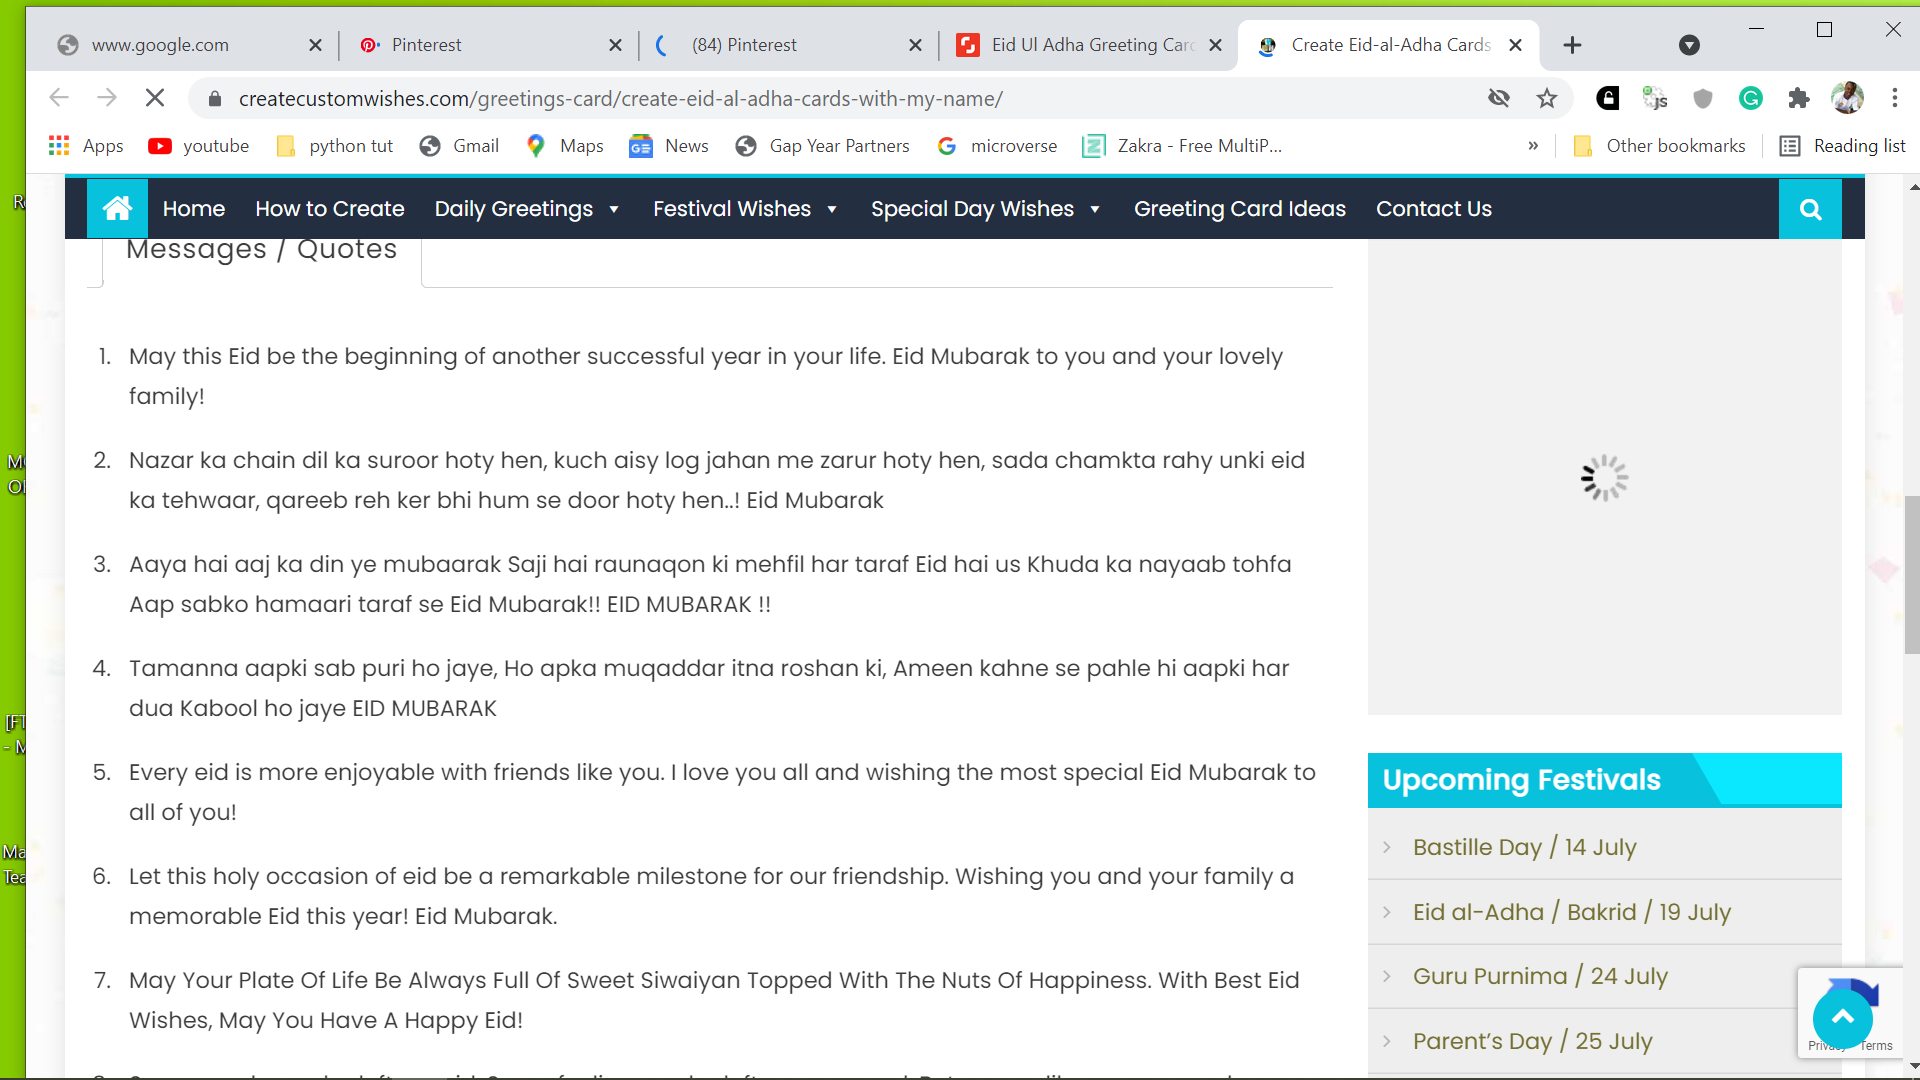 www.google.com
Pinterest
(84) Pinterest
Eid Ul Adha Greeting Card
Create Eid-al-Adha Cards
createcustomwishes.com/greetings-card/create-eid-al-adha-cards-with-my-name/
Apps
youtube
python tut
Gmail
Maps
News
Gap Year Partners
microverse
Zakra - Free MultiP...
»
Other bookmarks
Reading list
Home
How to Create
Daily Greetings
Festival Wishes
Special Day Wishes
Greeting Card Ideas
Contact Us
Messages / Quotes
1. May this Eid be the beginning of another successful year in your life. Eid Mubarak to you and your lovely
family!
2. Nazar ka chain dil ka suroor hoty hen, kuch aisy log jahan me zarur hoty hen, sada chamkta rahy unki eid
ka tehwaar, qareeb reh ker bhi hum se door hoty hen..! Eid Mubarak
3. Aaya hai aaj ka din ye mubaarak Saji hai raunaqon ki mehfil har taraf Eid hai us Khuda ka nayaab tohfa
Aap sabko hamaari taraf se Eid Mubarak!! EID MUBARAK !!
4. Tamanna aapki sab puri ho jaye, Ho apka muqaddar itna roshan ki, Ameen kahne se pahle hi aapki har
dua Kabool ho jaye EID MUBARAK
5. Every eid is more enjoyable with friends like you. I love you all and wishing the most special Eid Mubarak to
all of you!
6. Let this holy occasion of eid be a remarkable milestone for our friendship. Wishing you and your family a
memorable Eid this year! Eid Mubarak.
7. May Your Plate Of Life Be Always Full Of Sweet Siwaiyan Topped With The Nuts Of Happiness. With Best Eid
Wishes, May You Have A Happy Eid!
Upcoming Festivals
Bastille Day / 14 July
Eid al-Adha / Bakrid / 19 July
Guru Purnima / 24 July
Parent's Day / 25 July
Terms